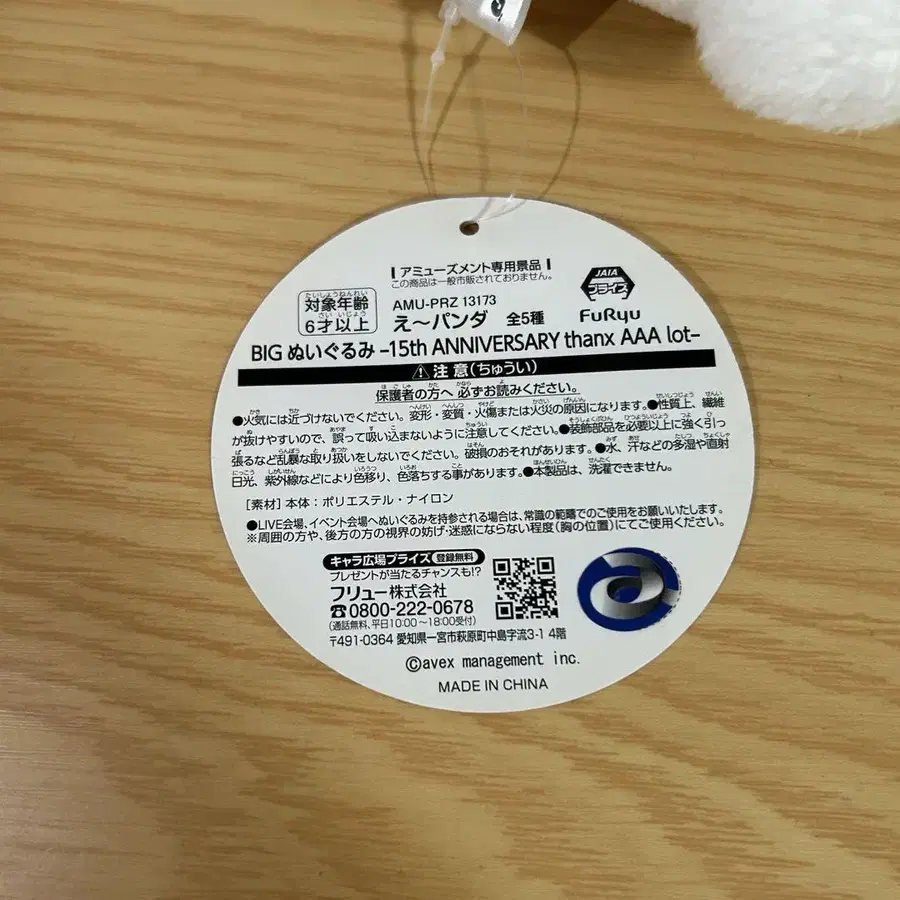 アミューズメント専用景品
この商品は一般市販されておりません。
JAIA
プライズ
たいしょうねんれい
対象年齢
さい いじょう
6才以上
AMU-PRZ 13173
え〜パンダ 全5種
FuRyu
BIG ぬいぐるみ –15th ANNIVERSARY thanx AAA lot–
注意(ちゅうい)
保護者の方へ 必ずお読みください。
●火気には近づけないでください。変形・変質・火傷または火災の原因になります。●性質上、繊維
が抜けやすいので、誤って吸い込まないように注意してください。●装飾部品を必要以上に強く引っ
張るなど乱暴な取り扱いをしないでください。破損のおそれがあります。●水、汗などの多湿や直射
日光、紫外線などにより色移り、色落ちする事があります。●本製品は、洗濯できません。
[素材] 本体：ポリエステル・ナイロン
●LIVE会場、イベント会場へぬいぐるみを持参される場合は、常識の範囲でのご使用をお願いいたします。
※周囲の方や、後方の方の視界の妨げ・迷惑にならない程度(胸の位置)にてご使用ください。
キャラ広場プライズ 登録無料
プレゼントが当たるチャンスも!?
フリュー株式会社
☎0800-222-0678
(通話無料、平日10:00〜18:00受付)
〒491-0364 愛知県一宮市萩原町中島字流3-1 4階
©avex management inc.
MADE IN CHINA